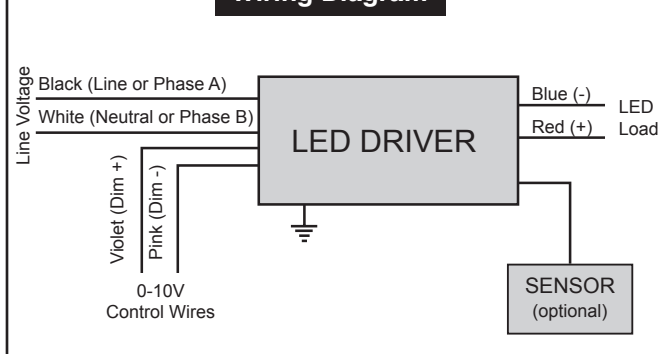 Wiring Diagram
Line Voltage
Black (Line or Phase A)
White (Neutral or Phase B)
Violet (Dim +)
Pink (Dim -)
0-10V
Control Wires
LED DRIVER
Blue (-)
Red (+)
LED
Load
SENSOR
(optional)